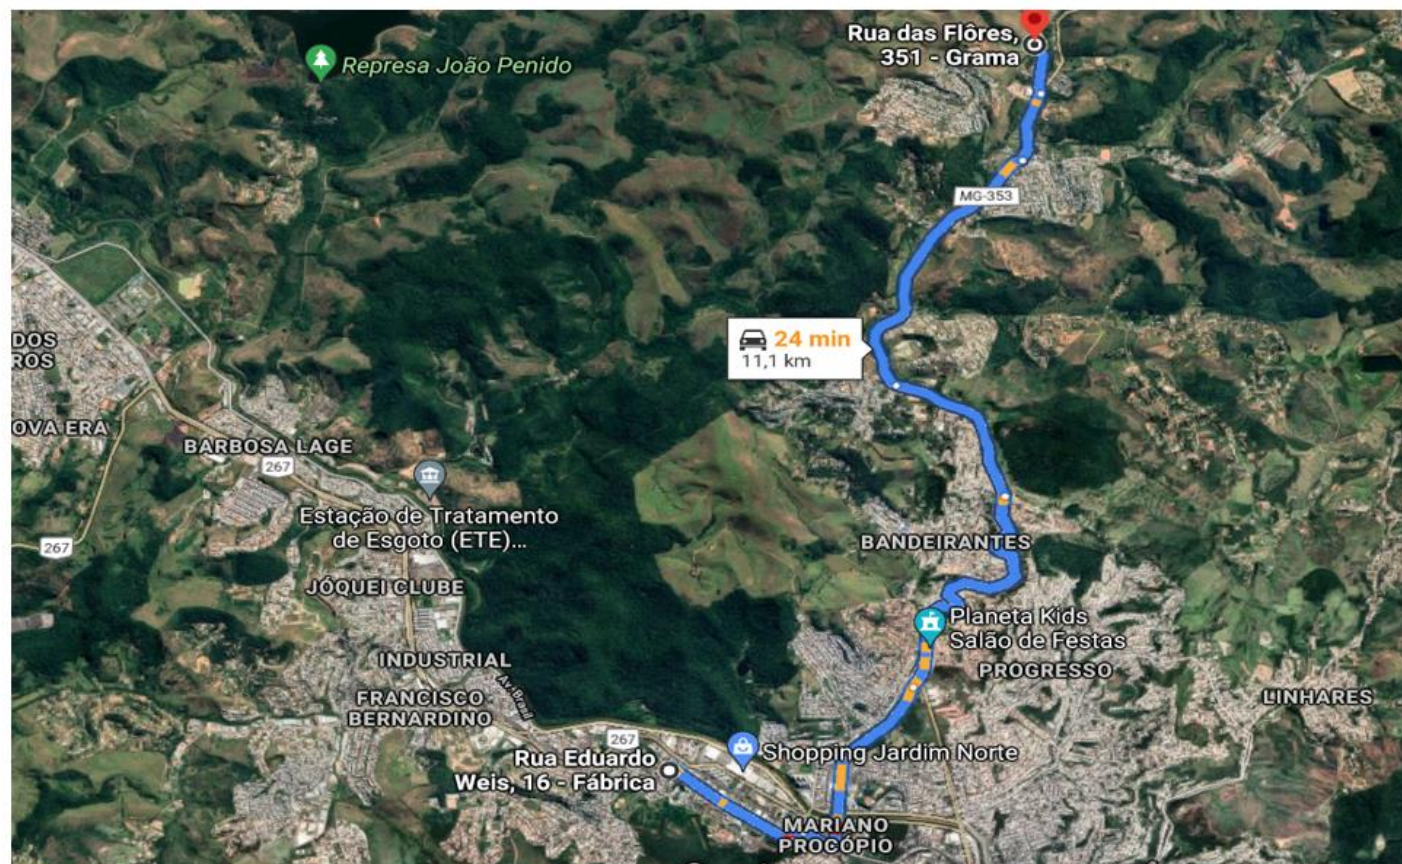 Rua das Flôres,
351 - Grama
Represa João Penido
MG-353
24 min
11,1 km
DOS
ROS
OVA ERA
BARBOSA LAGE
267
Estação de Tratamento
de Esgoto (ETE)...
267
BANDEIRANTES
JÓQUEI CLUBE
Planeta Kids
Salão de Festas
INDUSTRIAL
PROGRESSO
Av. Brasil
FRANCISCO
BERNARDINO
LINHARES
267
Shopping Jardim Norte
Rua Eduardo
Weis, 16 - Fábrica
MARIANO
PROCÓPIO